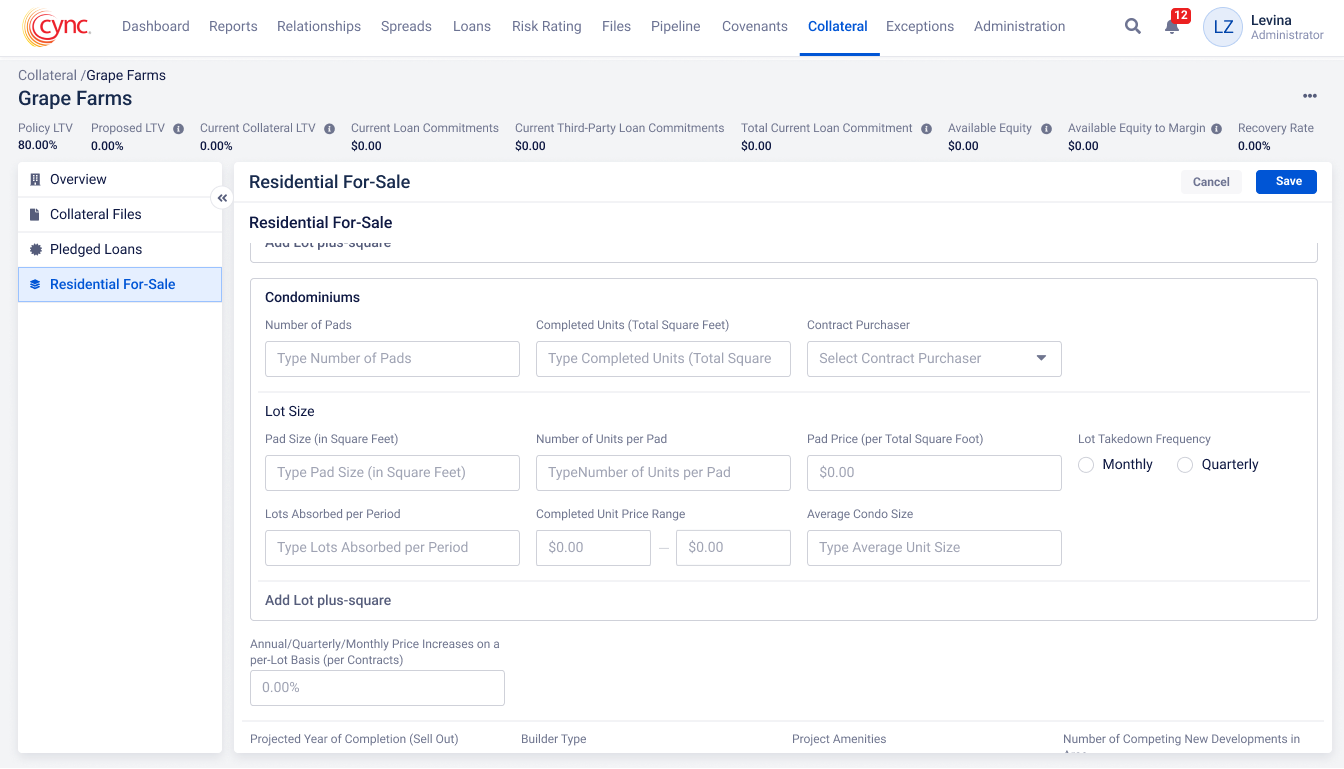 cync
Dashboard Reports Relationships Spreads Loans Risk Rating Files Pipeline Covenants Collateral Exceptions Administration
12
LZ
Levina
Administrator
Collateral /Grape Farms
Grape Farms
Policy LTV Proposed LTV Current Collateral LTV Current Loan Commitments Current Third-Party Loan Commitments Total Current Loan Commitment Available Equity Available Equity to Margin Recovery Rate
80.00% 0.00% 0.00% $0.00 $0.00 $0.00 $0.00 $0.00 0.00%
Overview
Collateral Files
Pledged Loans
Residential For-Sale
Residential For-Sale
Cancel
Save
Residential For-Sale
Add Lot plus-square
Condominiums
Number of Pads Completed Units (Total Square Feet) Contract Purchaser
Type Number of Pads Type Completed Units (Total Square Select Contract Purchaser
Lot Size
Pad Size (in Square Feet) Number of Units per Pad Pad Price (per Total Square Foot) Lot Takedown Frequency
Type Pad Size (in Square Feet) TypeNumber of Units per Pad $0.00 Monthly Quarterly
Lots Absorbed per Period Completed Unit Price Range Average Condo Size
Type Lots Absorbed per Period $0.00 — $0.00 Type Average Unit Size
Add Lot plus-square
Annual/Quarterly/Monthly Price Increases on a
per-Lot Basis (per Contracts)
0.00%
Projected Year of Completion (Sell Out) Builder Type Project Amenities Number of Competing New Developments in